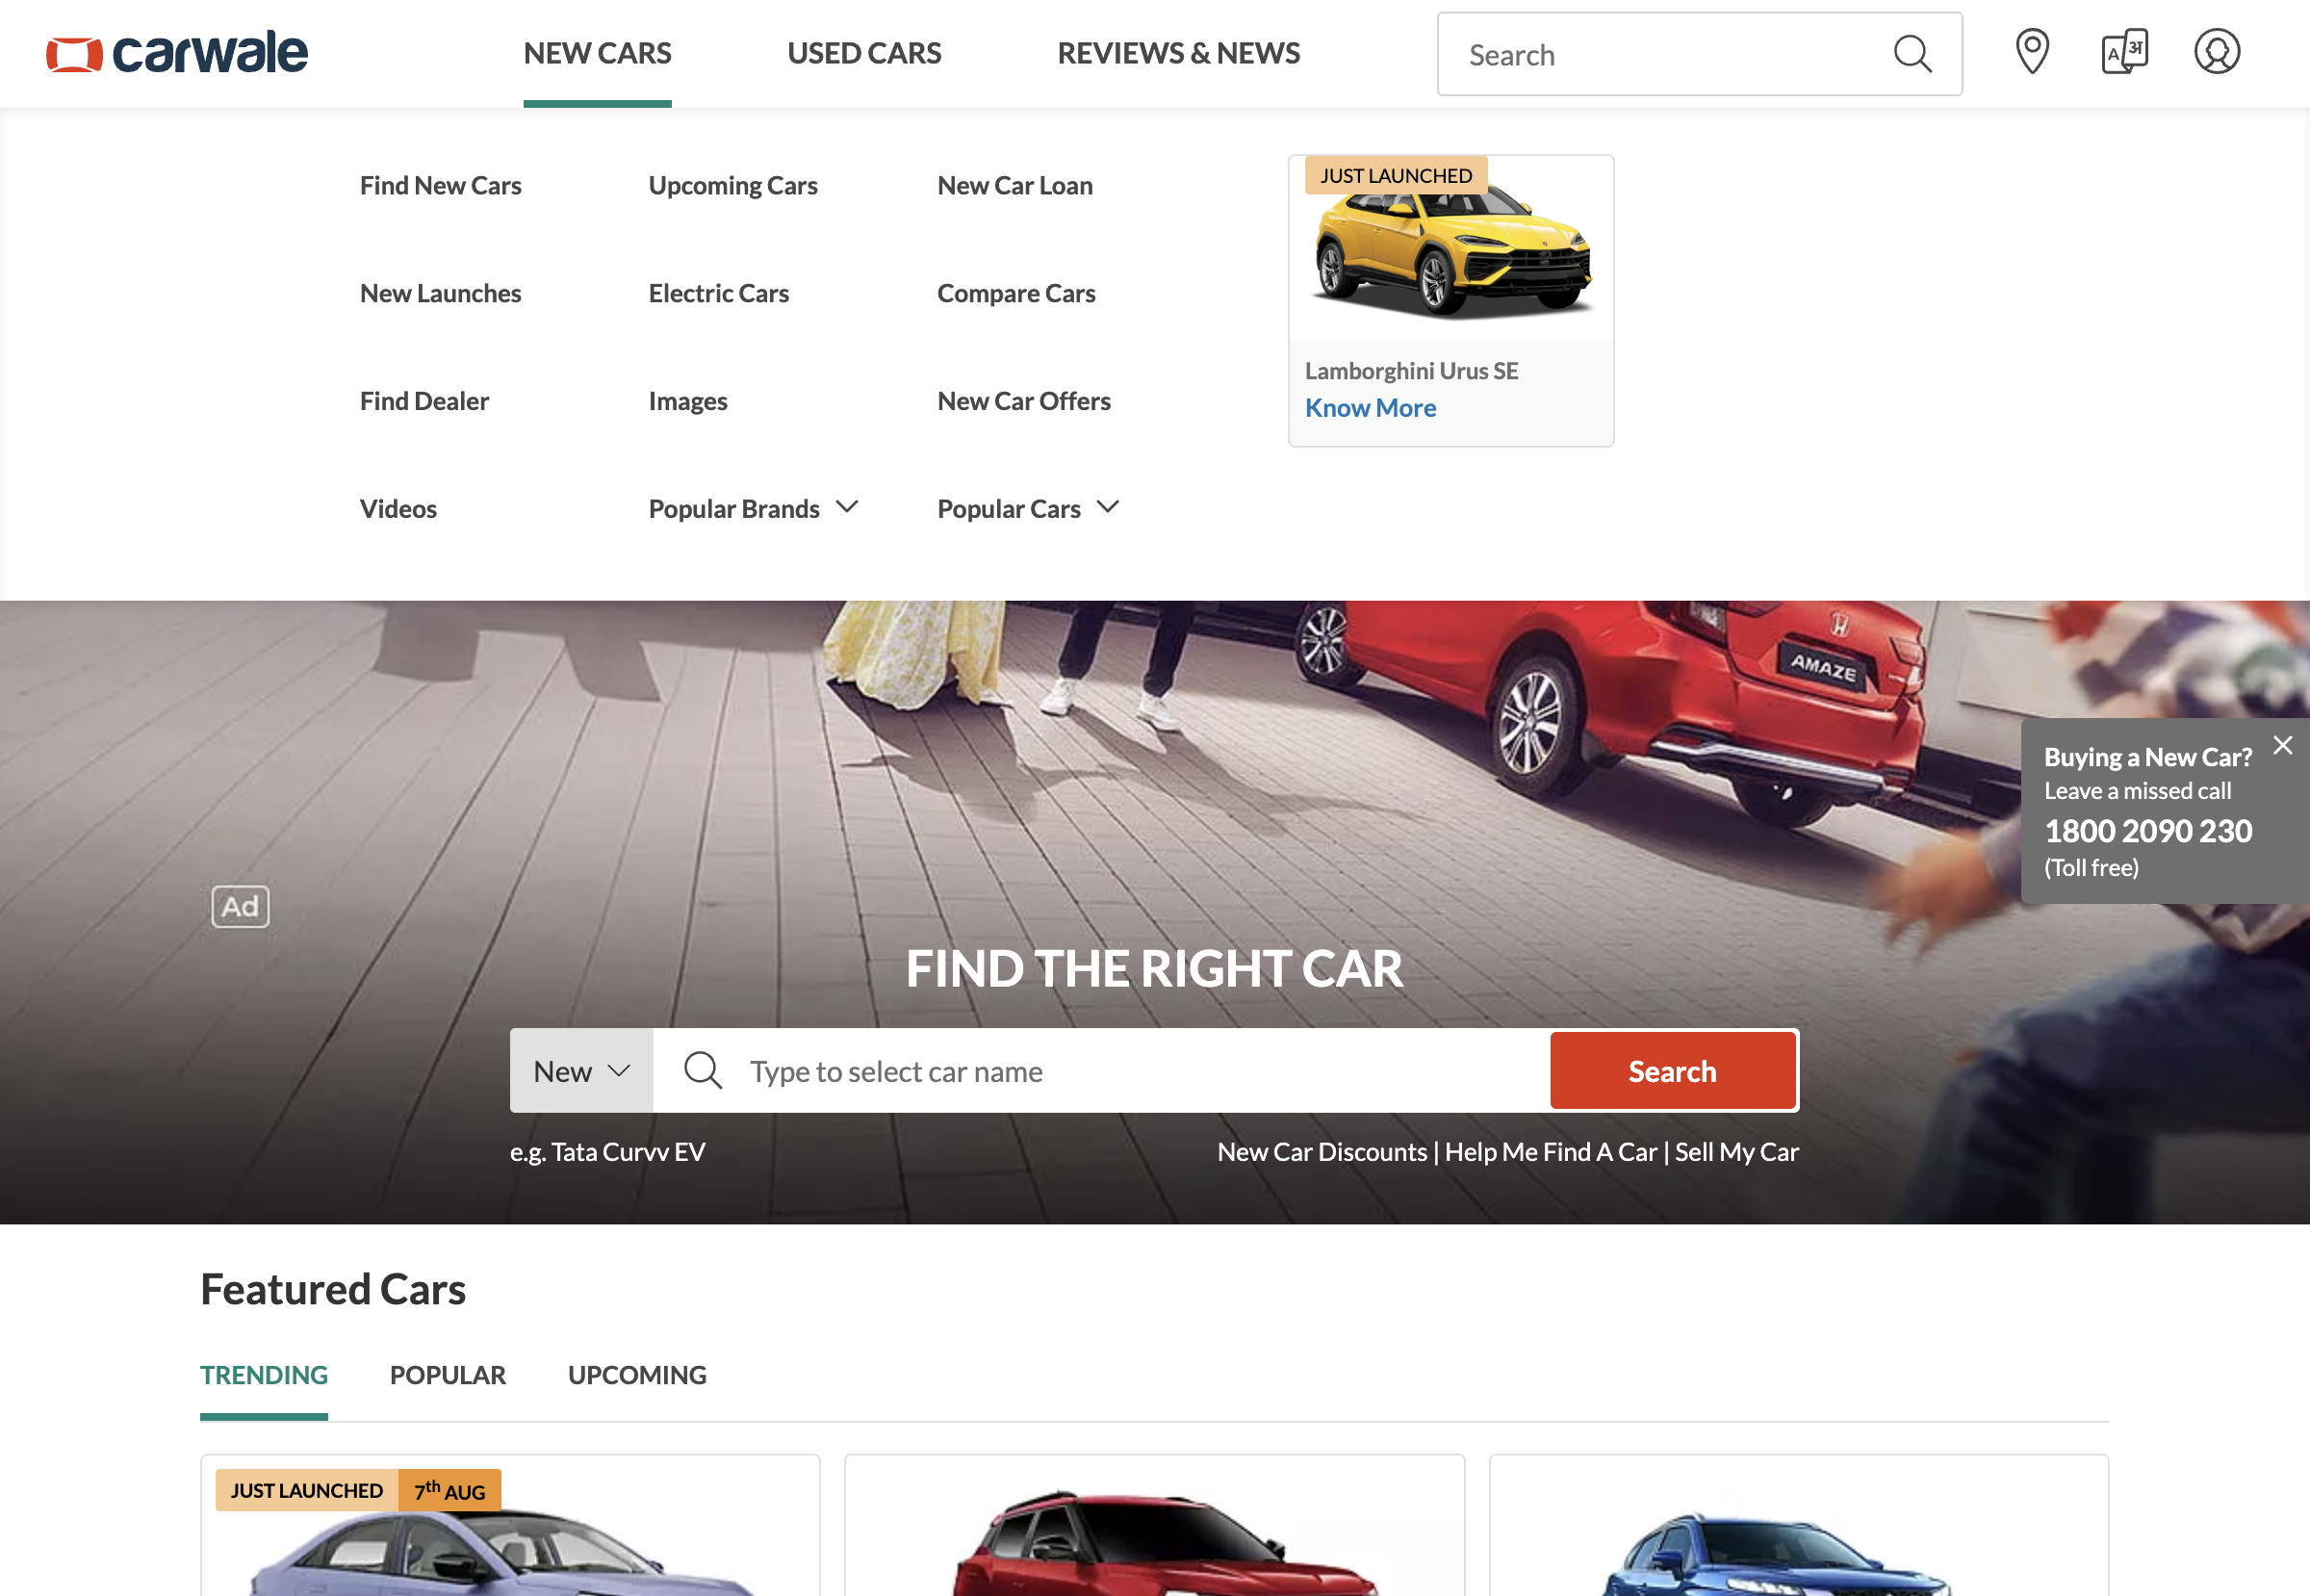 carwale
NEW CARS
USED CARS
REVIEWS & NEWS
Search
A अ
Find New Cars
Upcoming Cars
New Car Loan
New Launches
Electric Cars
Compare Cars
Find Dealer
Images
New Car Offers
Videos
Popular Brands
Popular Cars
JUST LAUNCHED
Lamborghini Urus SE
Know More
AMAZE
Buying a New Car?
Leave a missed call
1800 2090 230
(Toll free)
Ad
FIND THE RIGHT CAR
New
Type to select car name
Search
e.g. Tata Curvv EV
New Car Discounts | Help Me Find A Car | Sell My Car
Featured Cars
TRENDING
POPULAR
UPCOMING
JUST LAUNCHED 7th AUG